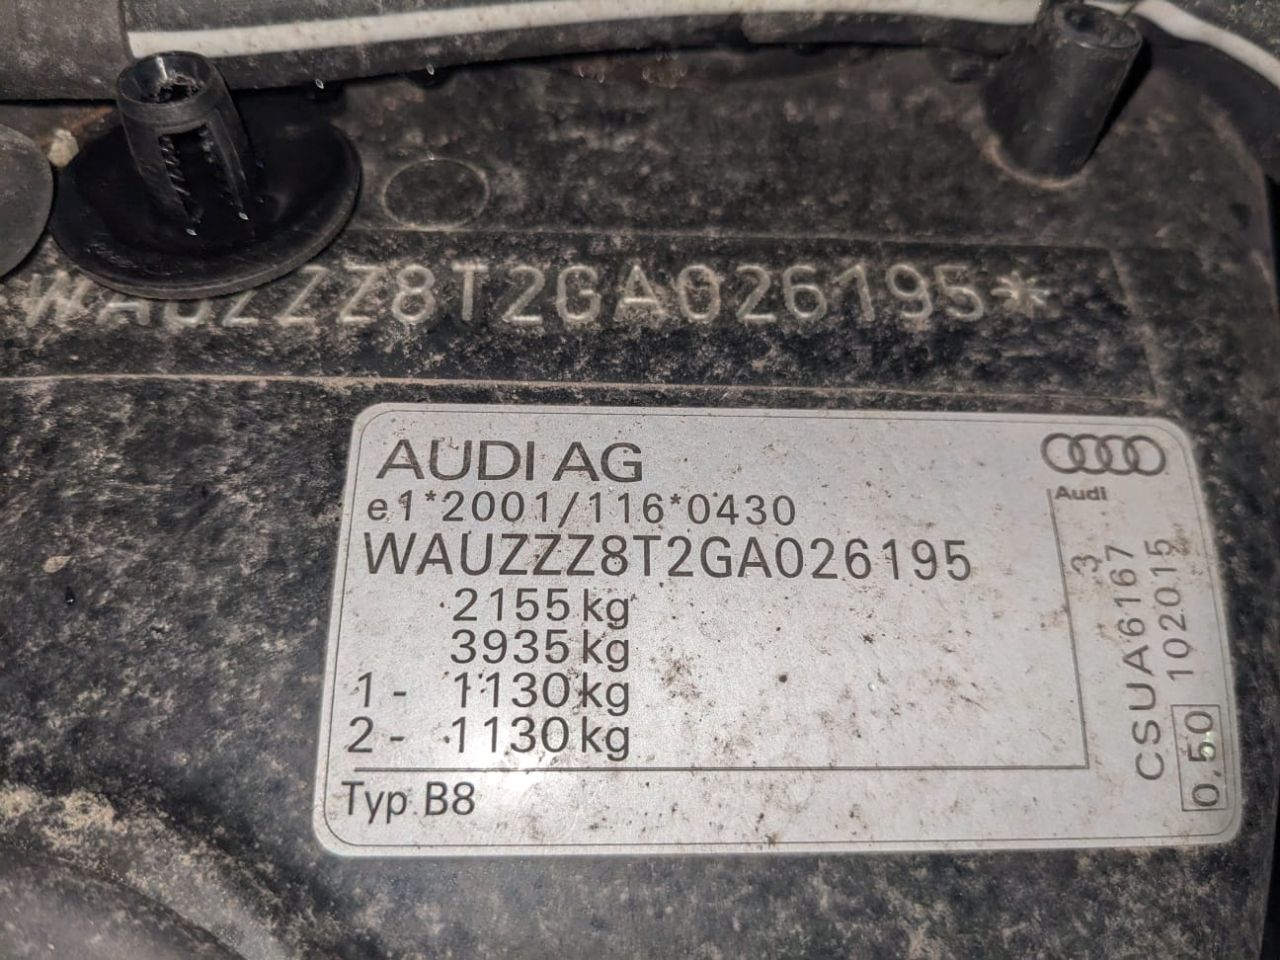 WAUZZZ8T2GA026195*
AUDI AG
e1*2001/116*0430
WAUZZZ8T2GA026195
2155 kg
3935 kg
1 - 1130 kg
2 - 1130 kg
Typ B8
Audi
3
CSUA6167
0,50 102015